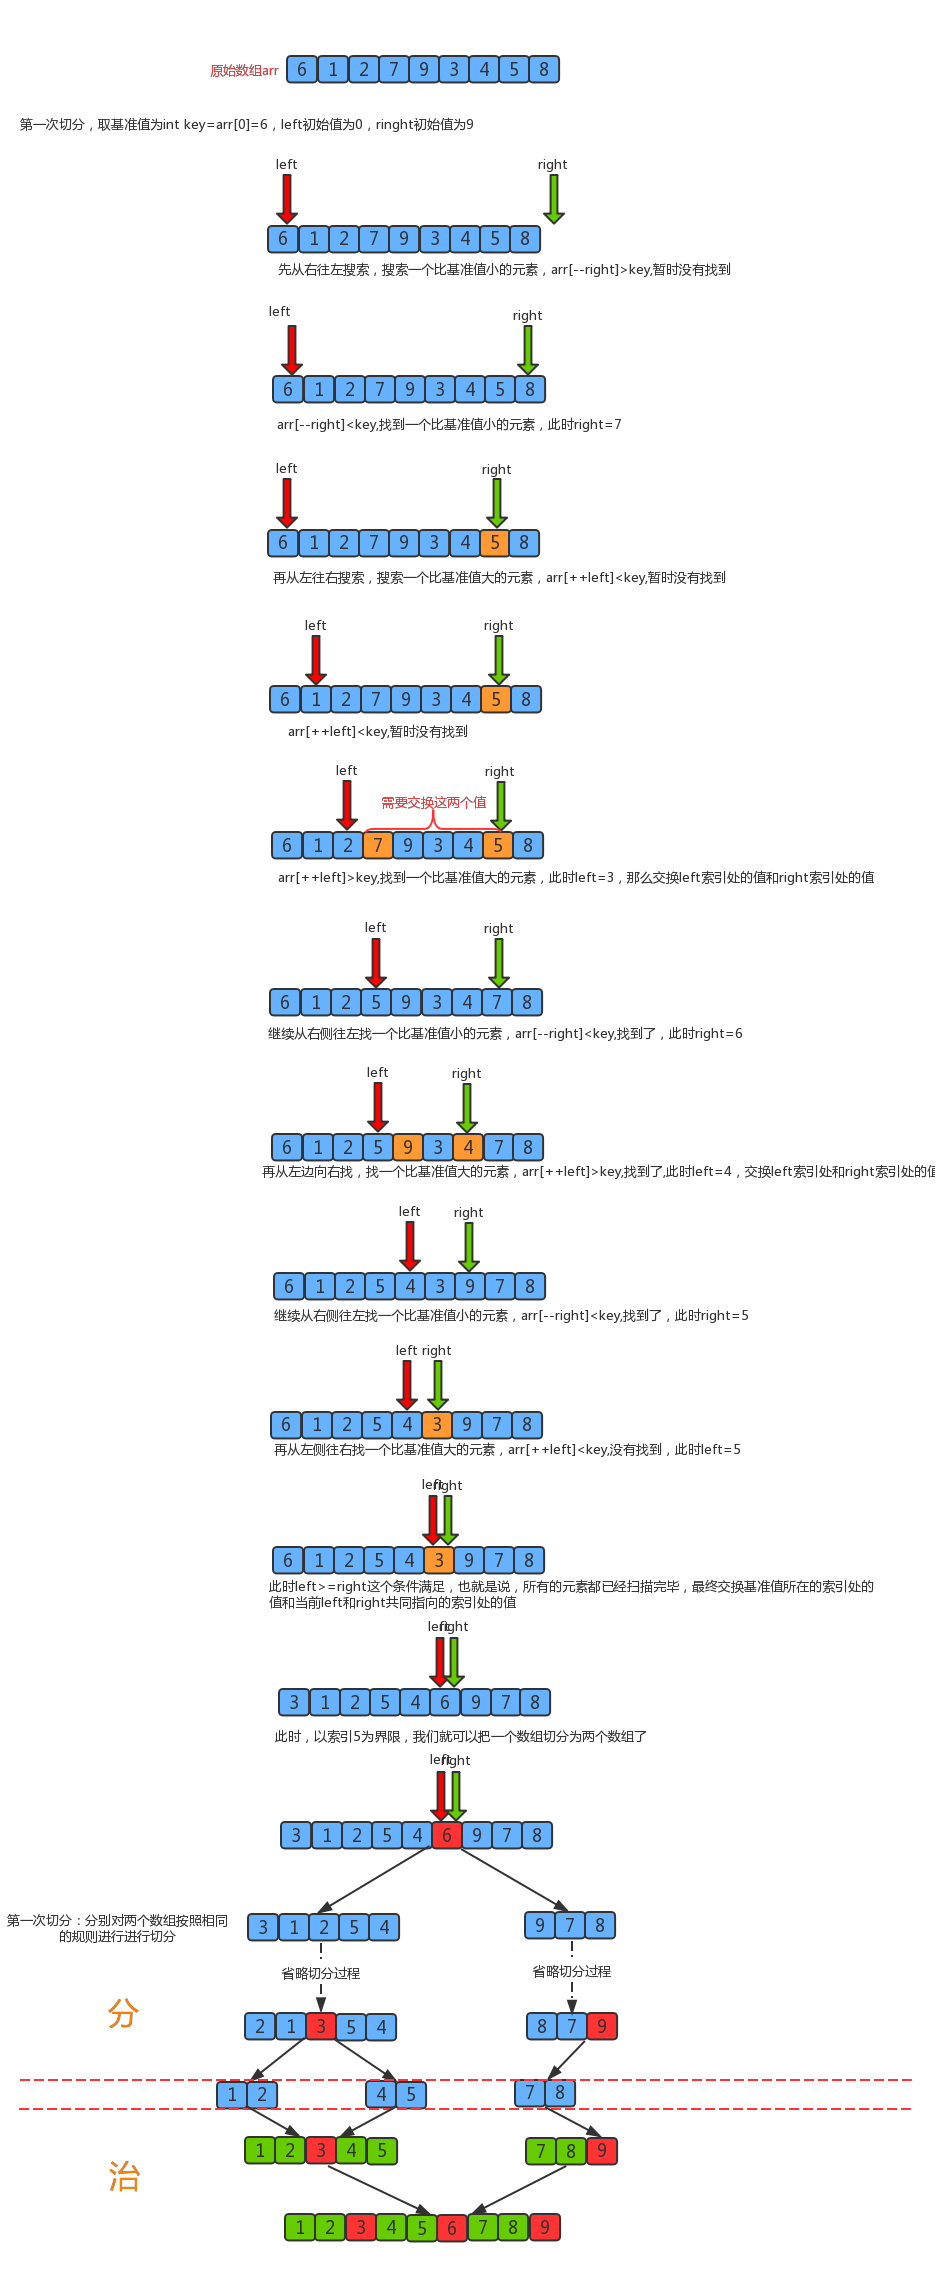 原始数组arr
6 1 2 7 9 3 4 5 8
第一次切分，取基准值为int key=arr[0]=6，left初始值为0，ringht初始值为9
left right
6 1 2 7 9 3 4 5 8
先从右往左搜索，搜索一个比基准值小的元素，arr[--right]>key,暂时没有找到
left right
6 1 2 7 9 3 4 5 8
arr[--right]<key,找到一个比基准值小的元素，此时right=7
left right
6 1 2 7 9 3 4 5 8
再从左往右搜索，搜索一个比基准值大的元素，arr[++left]<key,暂时没有找到
left right
6 1 2 7 9 3 4 5 8
arr[++left]<key,暂时没有找到
left right
需要交换这两个值
6 1 2 7 9 3 4 5 8
arr[++left]>key,找到一个比基准值大的元素，此时left=3，那么交换left索引处的值和right索引处的值
left right
6 1 2 5 9 3 4 7 8
继续从右侧往左找一个比基准值小的元素，arr[--right]<key,找到了，此时right=6
left right
6 1 2 5 9 3 4 7 8
再从左边向右找，找一个比基准值大的元素，arr[++left]>key,找到了,此时left=4，交换left索引处和right索引处的值
left right
6 1 2 5 4 3 9 7 8
继续从右侧往左找一个比基准值小的元素，arr[--right]<key,找到了，此时right=5
left right
6 1 2 5 4 3 9 7 8
再从左侧往右找一个比基准值大的元素，arr[++left]<key,没有找到，此时left=5
left right
6 1 2 5 4 3 9 7 8
此时left>=right这个条件满足，也就是说，所有的元素都已经扫描完毕，最终交换基准值所在的索引处的
值和当前left和right共同指向的索引处的值
left right
3 1 2 5 4 6 9 7 8
此时，以索引5为界限，我们就可以把一个数组切分为两个数组了
left right
3 1 2 5 4 6 9 7 8
第一次切分：分别对两个数组按照相同
的规则进行进行切分
3 1 2 5 4 9 7 8
省略切分过程 省略切分过程
分
2 1 3 5 4 8 7 9
1 2 4 5 7 8
1 2 3 4 5 7 8 9
治
1 2 3 4 5 6 7 8 9